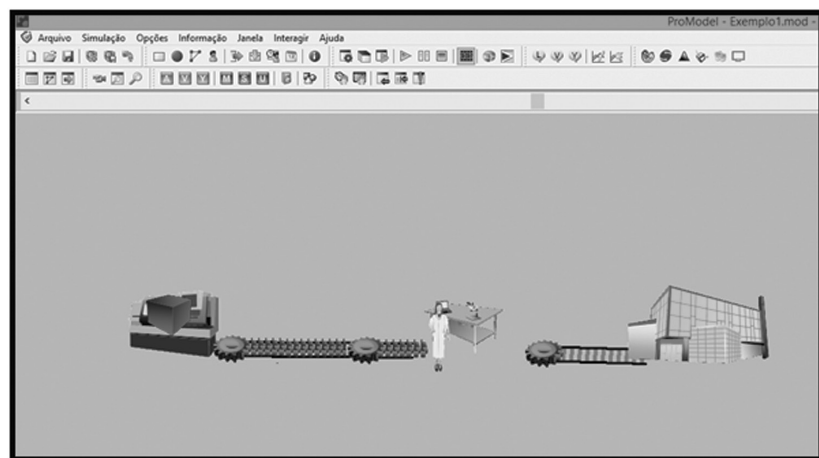 ProModel - Exemplo1.mod -
Arquivo Simulação Opções Informação Janela Interagir Ajuda